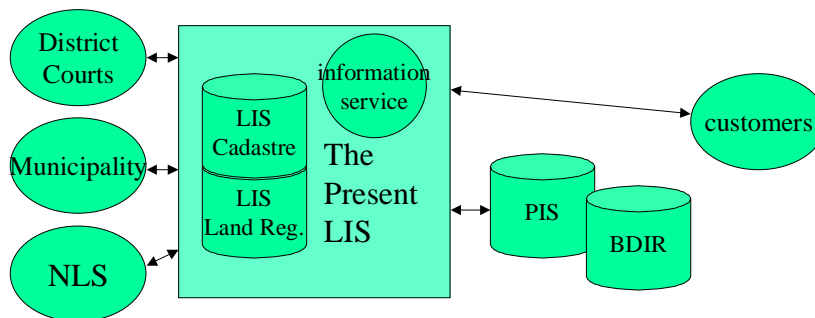 District
Courts
Municipality
NLS
information
service
LIS
Cadastre
LIS
Land Reg.
The
Present
LIS
customers
PIS
BDIR